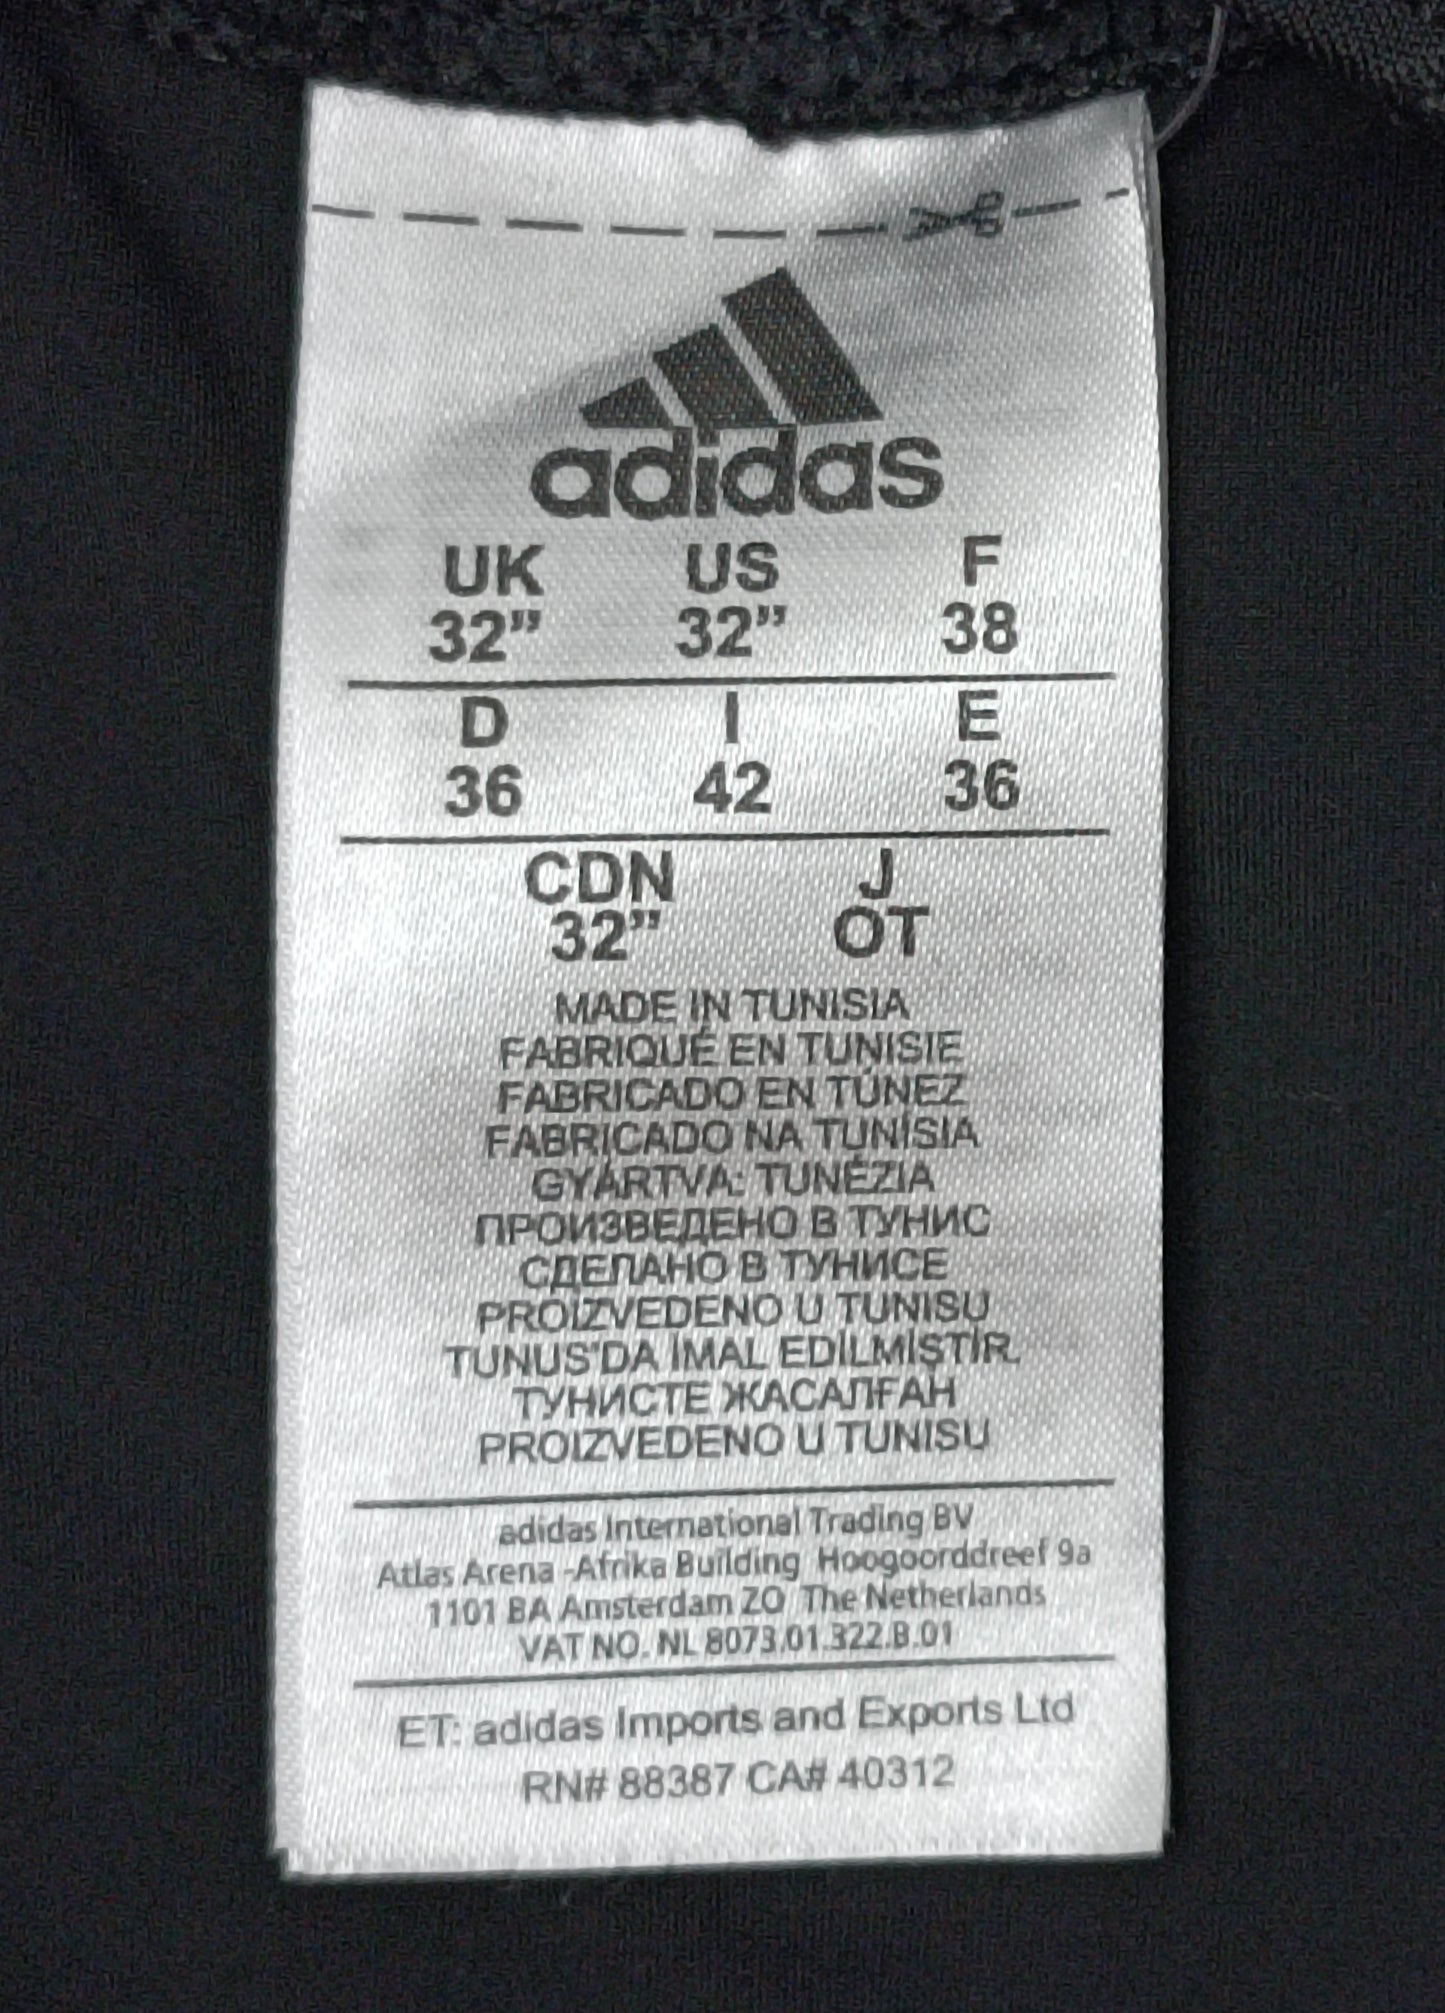 adidas
UK US F
32” 32” 38
D I E
36 42 36
CDN J
32” OT
MADE IN TUNISIA
FABRIQUÉ EN TUNISIE
FABRICADO EN TÚNEZ
FABRICADO NA TUNÍSIA
GYÁRTVA: TUNÉZIA
ПРОИЗВЕДЕНО В ТУНИС
СДЕЛАНО В ТУНИСЕ
PROIZVEDENO U TUNISU
TUNUS'DA İMAL EDİLMİŞTİR.
ТУНИСТЕ ЖАСАЛҒАН
PROIZVEDENO U TUNISU
adidas International Trading BV
Atlas Arena -Afrika Building Hoogoorddreef 9a
1101 BA Amsterdam ZO The Netherlands
VAT NO. NL 8073.01.322.B.01
ET: adidas Imports and Exports Ltd
RN# 88387 CA# 40312